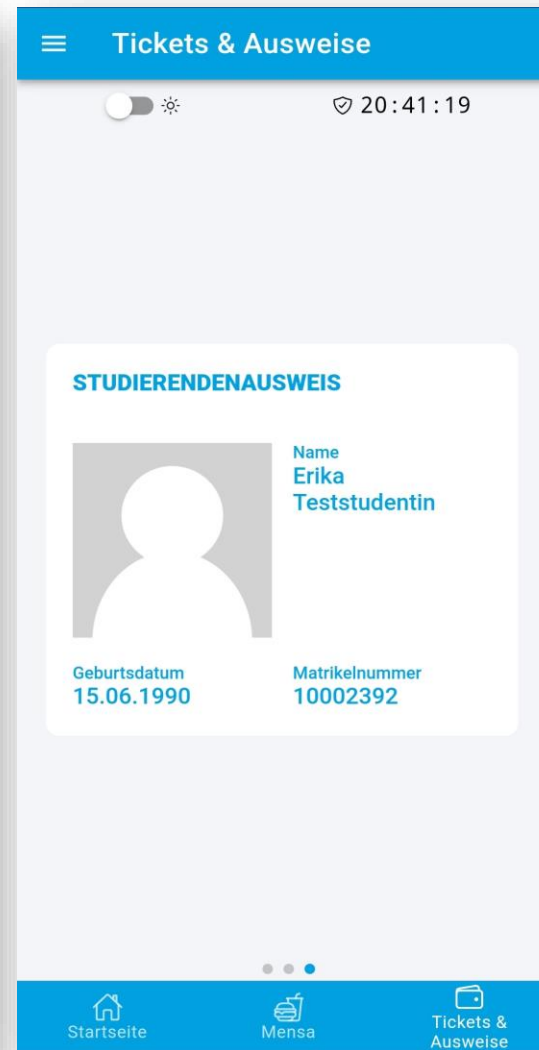 Tickets & Ausweise
20:41:19
STUDIERENDENAUSWEIS
Name
Erika
Teststudentin
Geburtsdatum
15.06.1990
Matrikelnummer
10002392
Startseite
Mensa
Tickets &
Ausweise